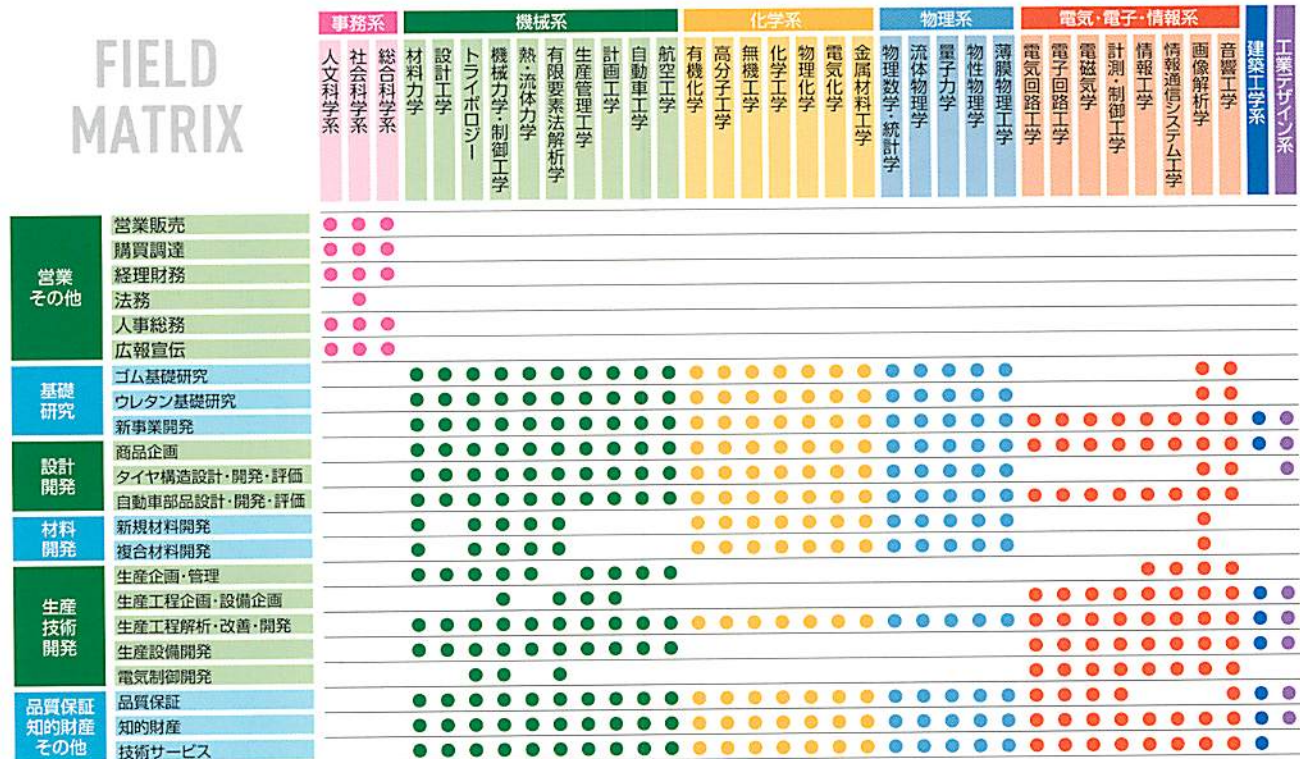 FIELD
MATRIX
事務系
機械系
化学系
物理系
電気・電子・情報系
建築工学系
工業デザイン系
人文科学系
社会科学系
総合科学系
材料力学
設計工学
トライボロジー
機械力学・制御工学
熱・流体力学
有限要素法解析学
生産管理工学
計画工学
自動車工学
航空工学
有機化学
高分子工学
無機工学
化学工学
物理化学
電気化学
金属材料工学
物理数学・統計学
流体物理学
量子力学
物性物理学
薄膜物理工学
電気回路工学
電子回路工学
電磁気学
計測・制御工学
情報工学
情報通信システム工学
画像解析学
音響工学
営業
その他
営業販売
購買調達
経理財務
法務
人事総務
広報宣伝
基礎
研究
ゴム基礎研究
ウレタン基礎研究
新事業開発
設計
開発
商品企画
タイヤ構造設計・開発・評価
自動車部品設計・開発・評価
材料
開発
新規材料開発
複合材料開発
生産
技術
開発
生産企画・管理
生産工程企画・設備企画
生産工程解析・改善・開発
生産設備開発
電気制御開発
品質保証
知的財産
その他
品質保証
知的財産
技術サービス